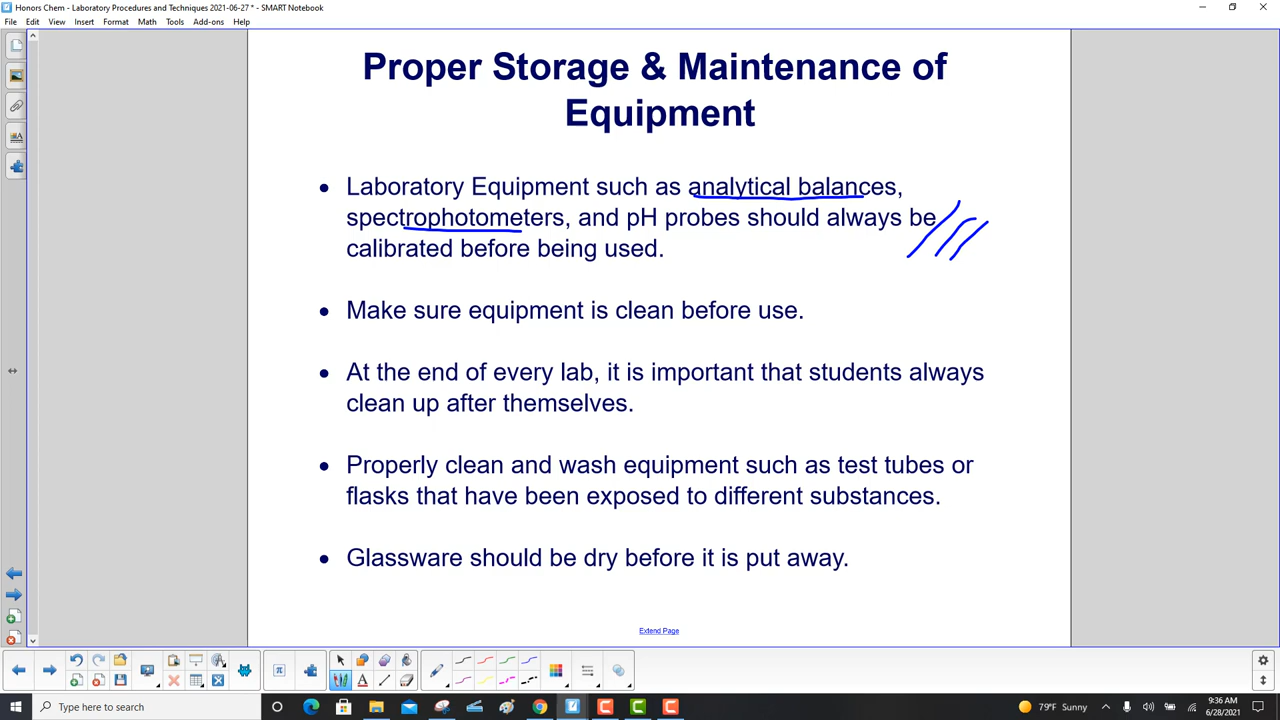 Honors Chem - Laboratory Procedures and Techniques 2021-06-27 * - SMART Notebook
File Edit View Insert Format Math Tools Add-ons Help
Proper Storage & Maintenance of
Equipment
• Laboratory Equipment such as analytical balances,
spectrophotometers, and pH probes should always be
calibrated before being used.
• Make sure equipment is clean before use.
• At the end of every lab, it is important that students always
clean up after themselves.
• Properly clean and wash equipment such as test tubes or
flasks that have been exposed to different substances.
• Glassware should be dry before it is put away.
Extend Page
Type here to search
79°F Sunny
9:36 AM
6/28/2021